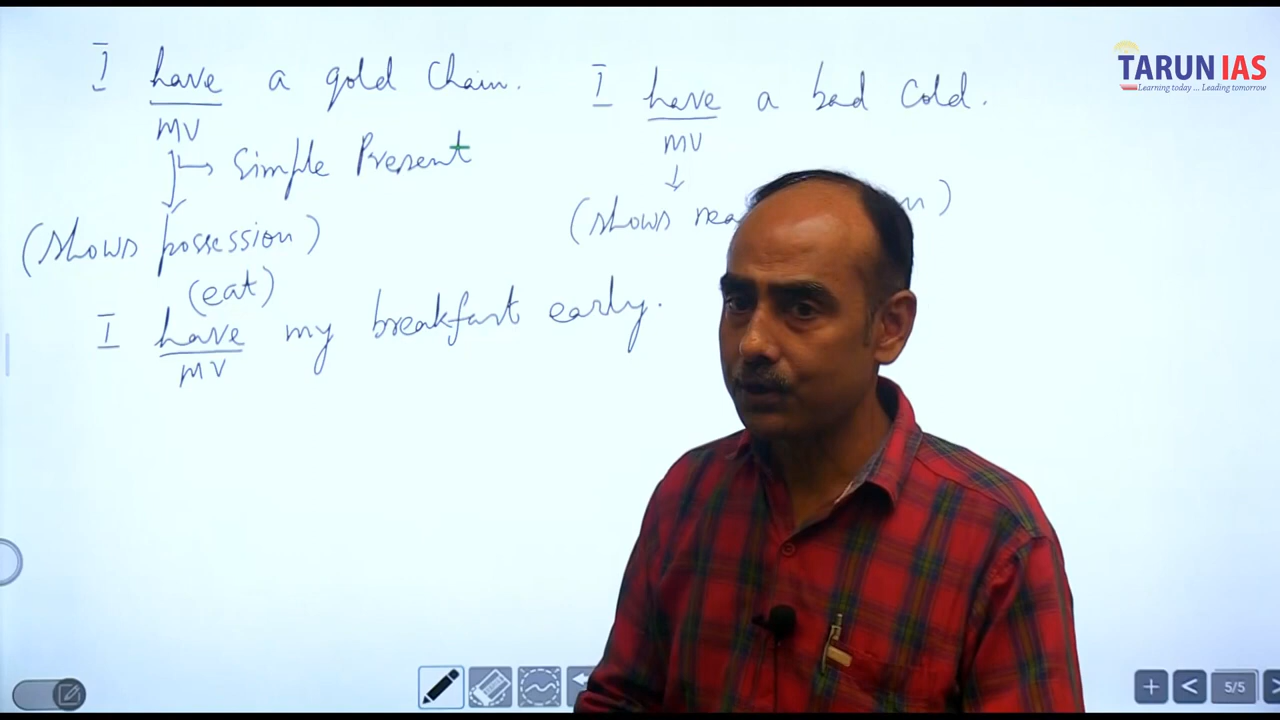 I have a gold chain.
MV
Simple Present
(shows possession)
I have a bad cold.
MV
(shows
(eat)
I have my breakfast early.
MV
TARUN IAS
Learning today ... Leading tomorrow
5/5